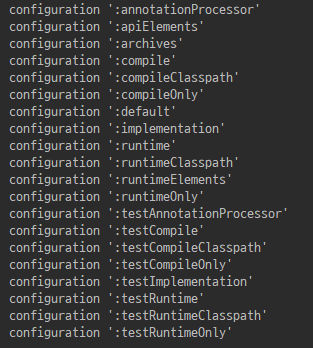 configuration ':annotationProcessor'
configuration ':apiElements'
configuration ':archives'
configuration ':compile'
configuration ':compileClasspath'
configuration ':compileOnly'
configuration ':default'
configuration ':implementation'
configuration ':runtime'
configuration ':runtimeClasspath'
configuration ':runtimeElements'
configuration ':runtimeOnly'
configuration ':testAnnotationProcessor'
configuration ':testCompile'
configuration ':testCompileClasspath'
configuration ':testCompileOnly'
configuration ':testImplementation'
configuration ':testRuntime'
configuration ':testRuntimeClasspath'
configuration ':testRuntimeOnly'